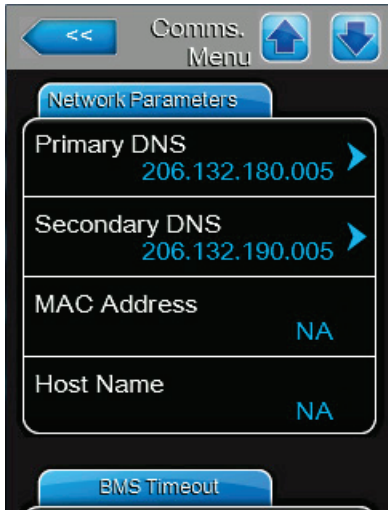 <<
Comms.
Menu
Network Parameters
Primary DNS
206.132.180.005
Secondary DNS
206.132.190.005
MAC Address
NA
Host Name
NA
BMS Timeout